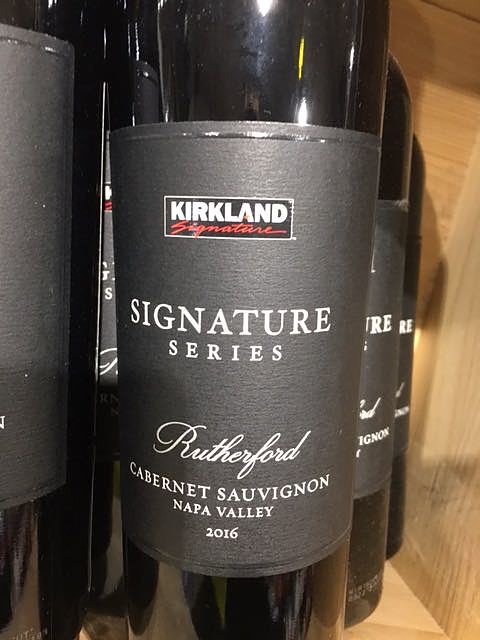 KIRKLAND
Signature
SIGNATURE
SERIES
Rutherford
CABERNET SAUVIGNON
NAPA VALLEY
2016